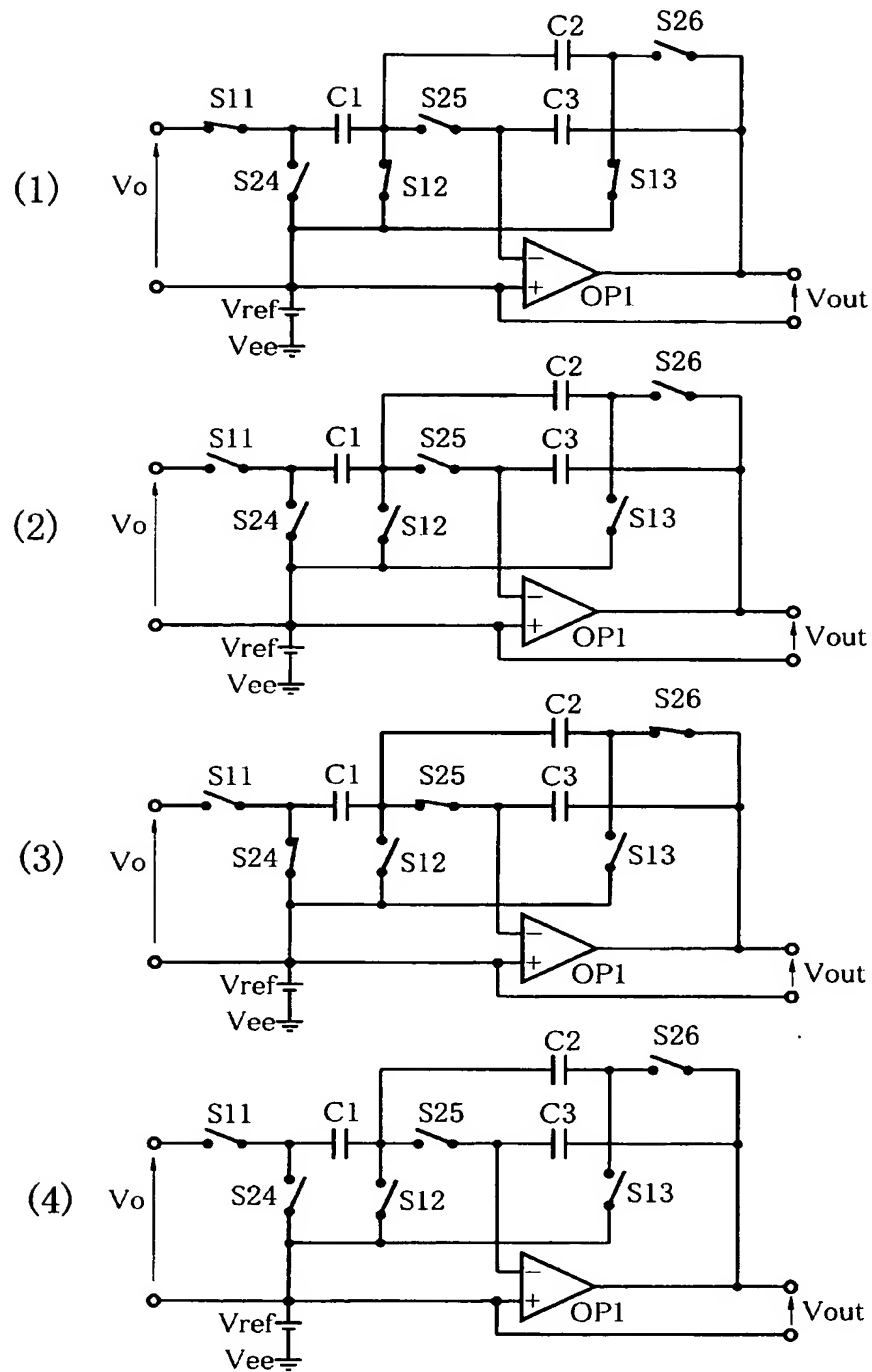 C2
S26
S11
C1
S25
C3
(1)
Vo
S24
S12
S13
OP1
Vref
Vee
Vout
C2
S26
S11
C1
S25
C3
(2)
Vo
S24
S12
S13
OP1
Vref
Vee
Vout
C2
S26
S11
C1
S25
C3
(3)
Vo
S24
S12
S13
OP1
Vref
Vee
Vout
C2
S26
S11
C1
S25
C3
(4)
Vo
S24
S12
S13
OP1
Vref
Vee
Vout